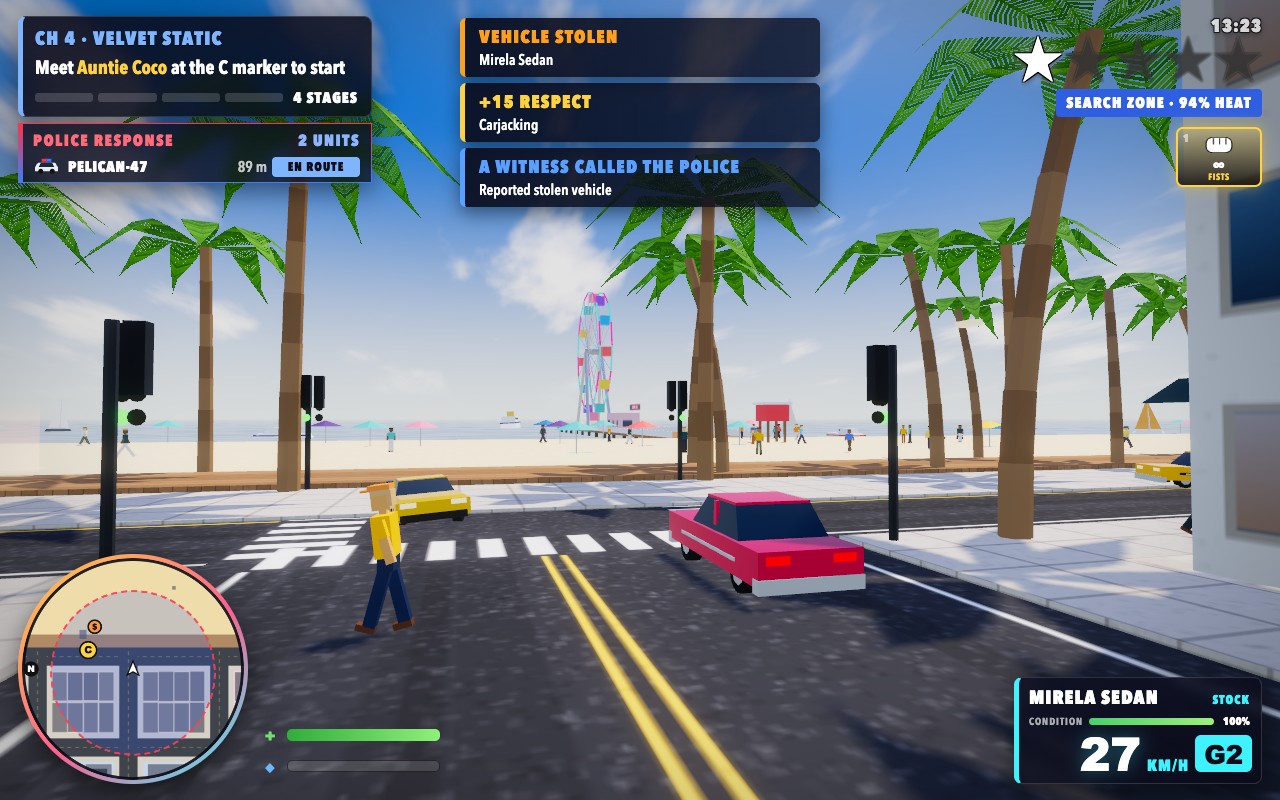 CH 4 · VELVET STATIC
Meet Auntie Coco at the C marker to start
4 STAGES
POLICE RESPONSE 2 UNITS
PELICAN-47 89 m EN ROUTE
VEHICLE STOLEN
Mirela Sedan
+15 RESPECT
Carjacking
A WITNESS CALLED THE POLICE
Reported stolen vehicle
13:23
SEARCH ZONE · 94% HEAT
1
∞
FISTS
$
C
N
MIRELA SEDAN STOCK
CONDITION 100%
27 KM/H G2